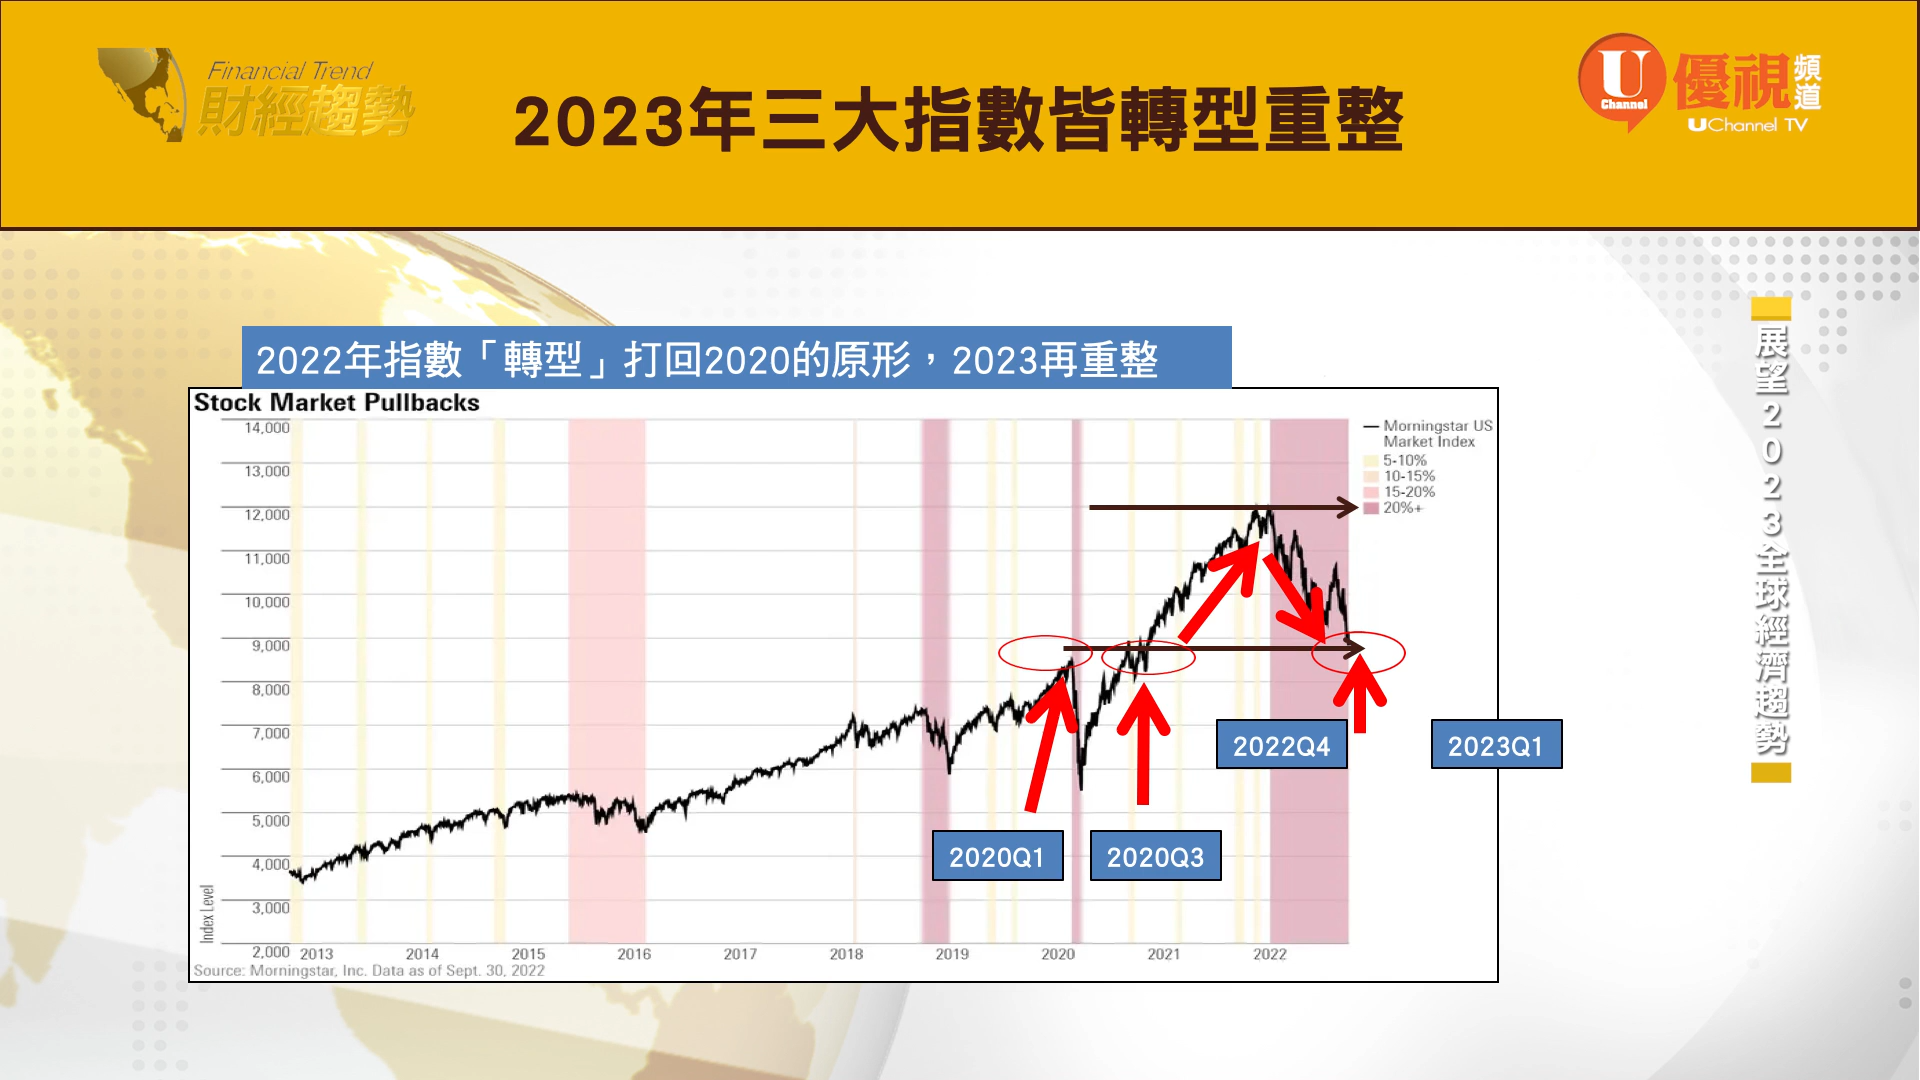 Financial Trend
財經趨勢
2023年三大指數皆轉型重整
U
Channel
優視
頻道
UChannel TV
2022年指數「轉型」打回2020的原形，2023再重整
Stock Market Pullbacks
14,000
13,000
12,000
11,000
10,000
9,000
8,000
7,000
6,000
5,000
4,000
3,000
2,000
Index Level
2013 2014 2015 2016 2017 2018 2019 2020 2021 2022
Source: Morningstar, Inc. Data as of Sept. 30, 2022
Morningstar US
Market Index
5-10%
10-15%
15-20%
20%+
2022Q4
2023Q1
2020Q1
2020Q3
展望2023全球經濟趨勢